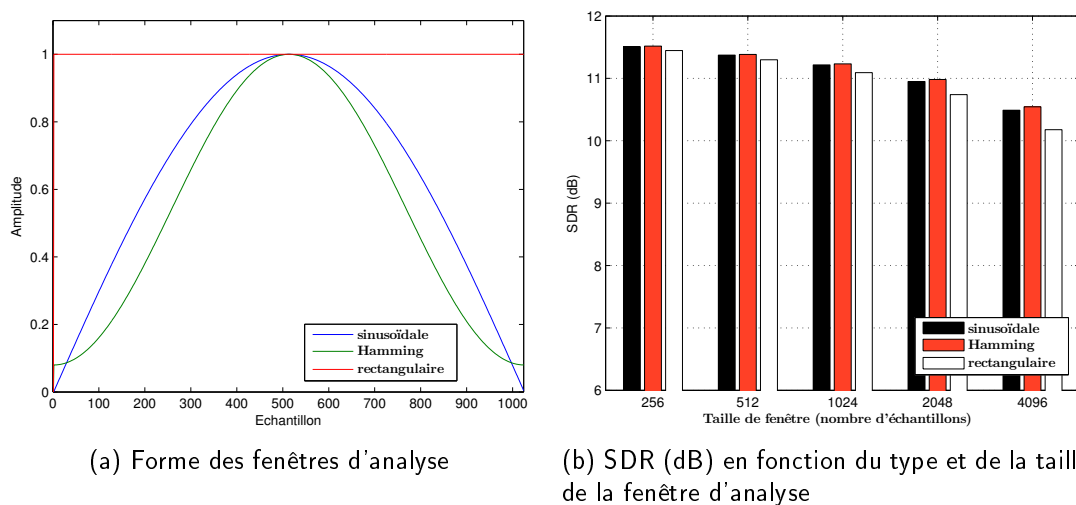 1
0.8
0.6
0.4
0.2
0
Amplitude
0 100 200 300 400 500 600 700 800 900 1000
Echantillon
sinusoïdale
Hamming
rectangulaire
(a) Forme des fenêtres d'analyse
12
11
10
9
8
7
6
SDR (dB)
256 512 1024 2048 4096
Taille de fenêtre (nombre d'échantillons)
sinusoïdale
Hamming
rectangulaire
(b) SDR (dB) en fonction du type et de la taill
de la fenêtre d'analyse